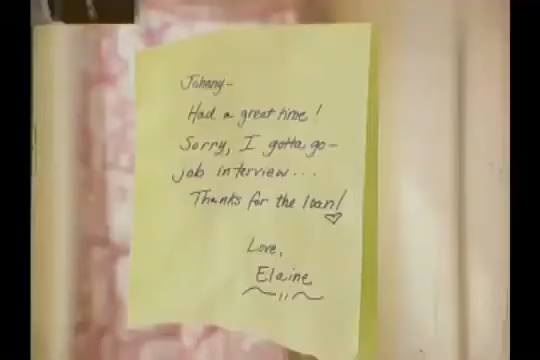 Johnny-
Had a great time!
Sorry, I gotta go-
job interview...
Thanks for the loan!
Love,
Elaine